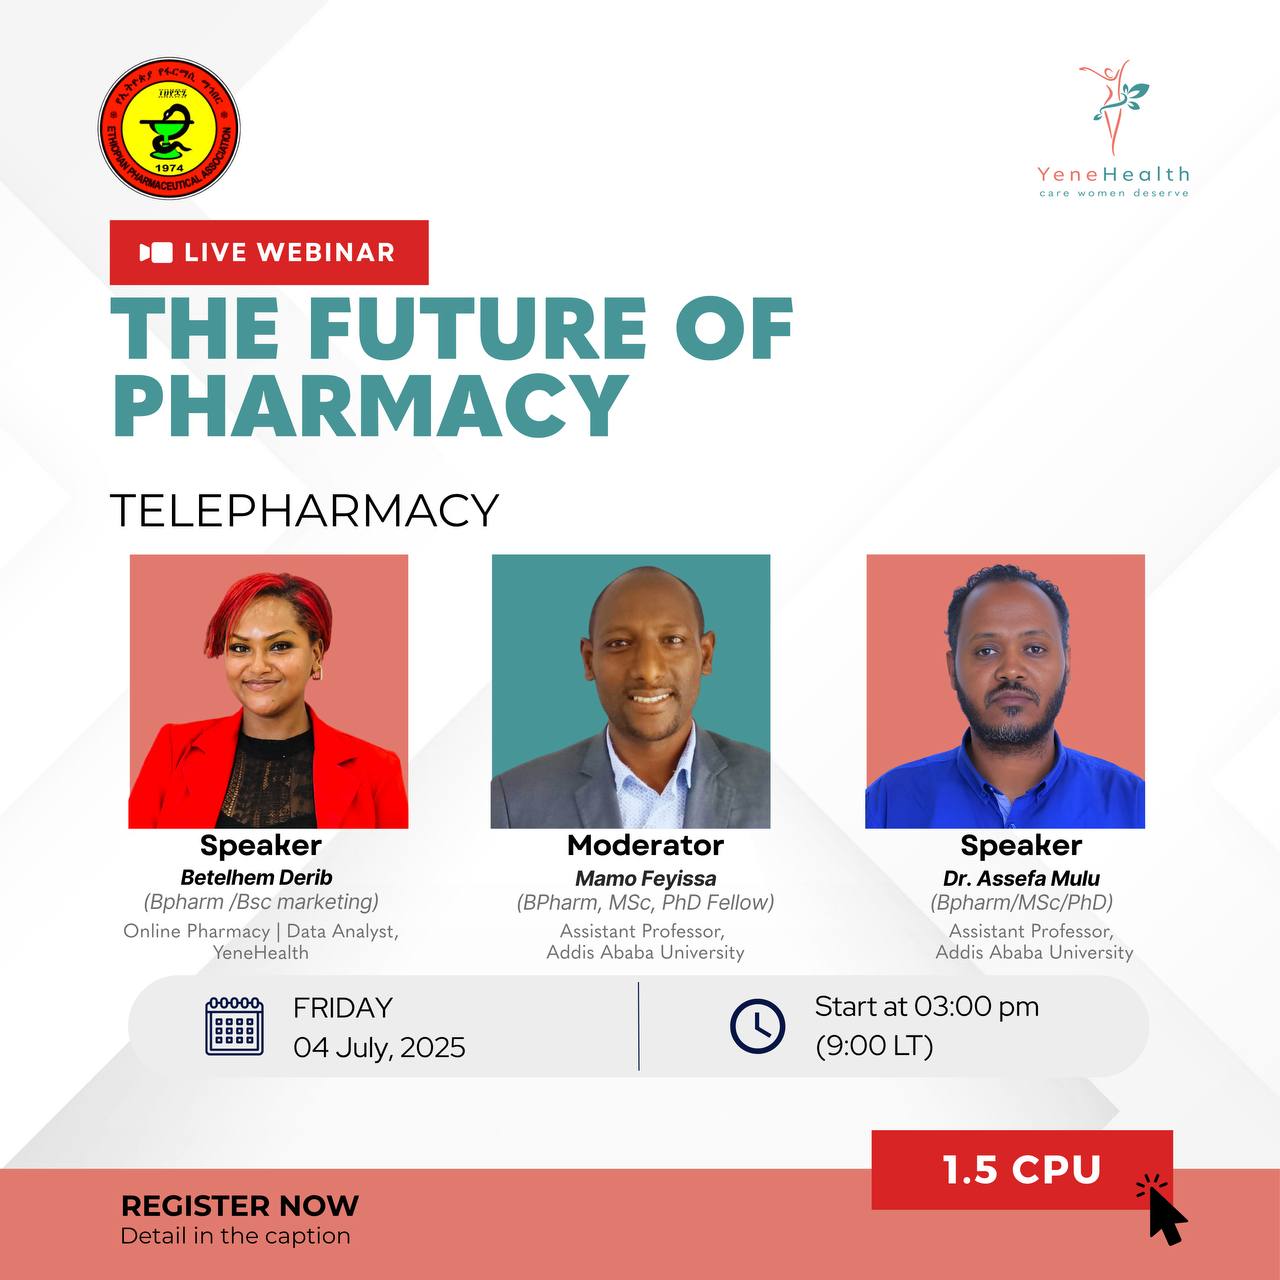 የኢትዮጵያ የፋርማሲ ማኅበር
1974
ETHIOPIAN PHARMACEUTICAL ASSOCIATION
YeneHealth
care women deserve
LIVE WEBINAR
THE FUTURE OF
PHARMACY
TELEPHARMACY
Speaker
Betelhem Derib
(Bpharm /Bsc marketing)
Online Pharmacy | Data Analyst,
YeneHealth
Moderator
Mamo Feyissa
(BPharm, MSc, PhD Fellow)
Assistant Professor,
Addis Ababa University
Speaker
Dr. Assefa Mulu
(Bpharm/MSc/PhD)
Assistant Professor,
Addis Ababa University
FRIDAY
04 July, 2025
Start at 03:00 pm
(9:00 LT)
1.5 CPU
REGISTER NOW
Detail in the caption